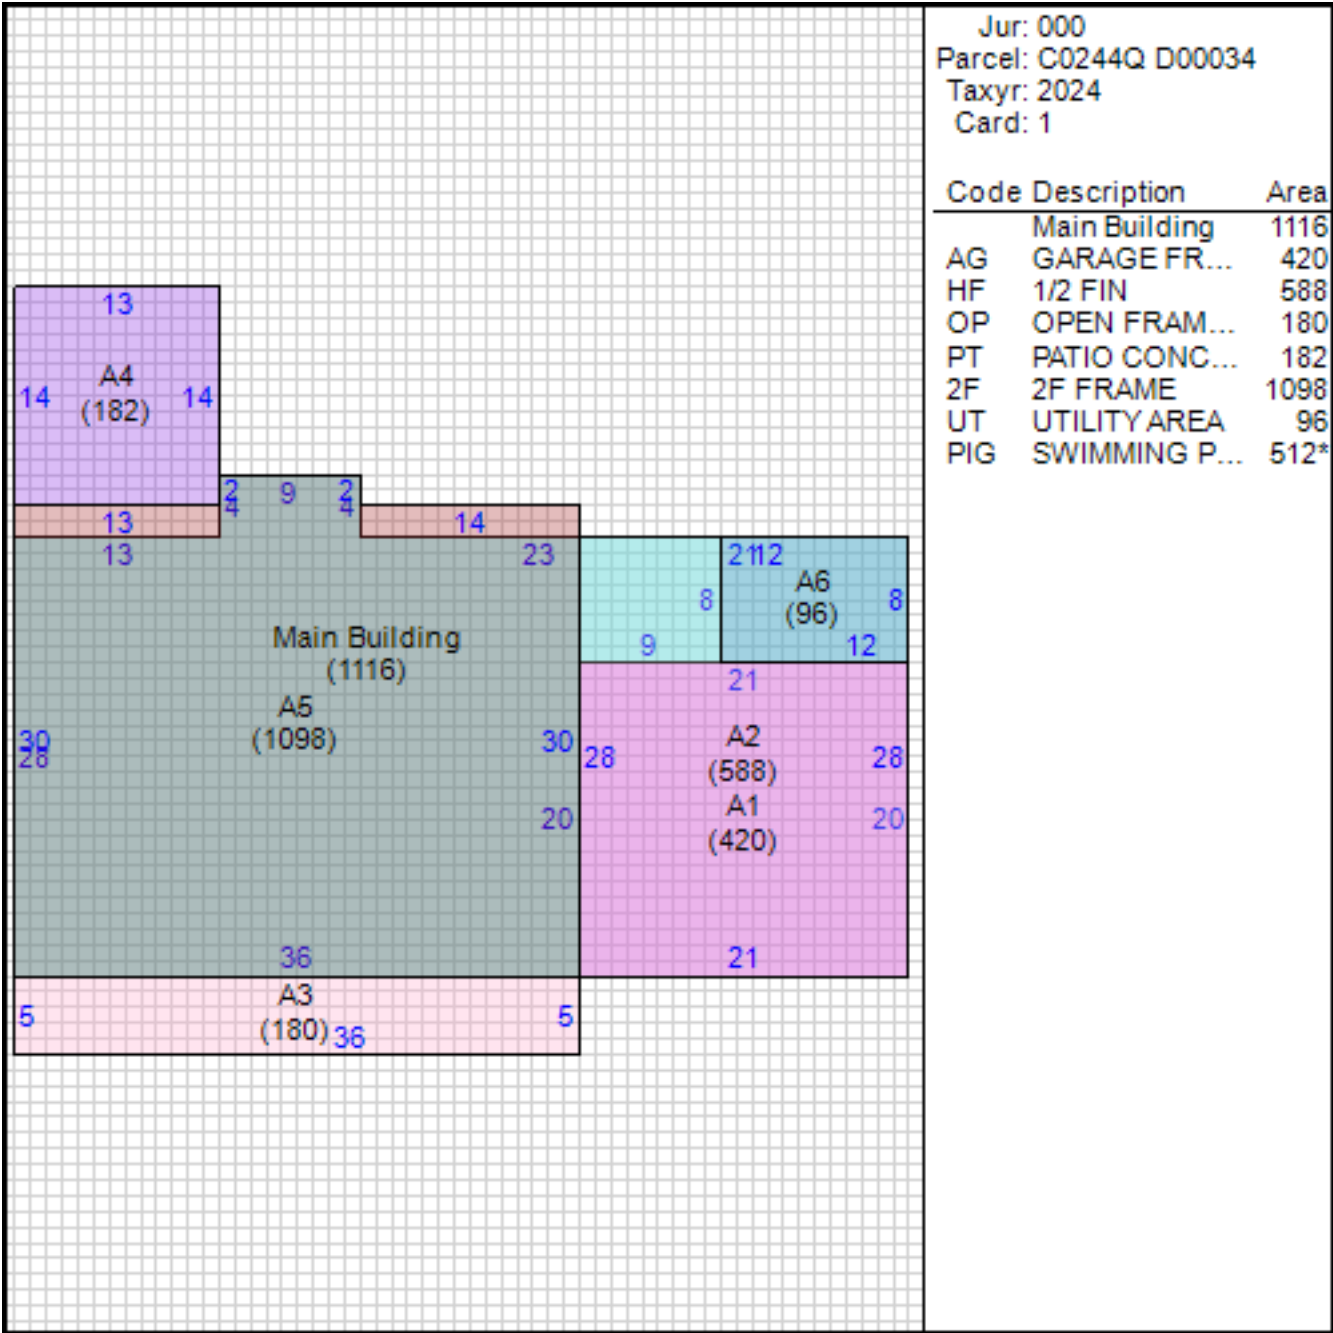 Jur: 000
Parcel: C0244Q D00034
Taxyr: 2024
Card: 1
Code Description Area
Main Building 1116
AG GARAGE FR... 420
HF 1/2 FIN 588
OP OPEN FRAM... 180
PT PATIO CONC... 182
2F 2F FRAME 1098
UT UTILITY AREA 96
PIG SWIMMING P... 512*
13
A4
14 14
(182)
2 9 2
4 4
13 14
13 23 21 12
A6
8 (96) 8
Main Building 9 12
(1116)
21
A5
(1098)
A2
30 30 28 28
28
(588)
A1
20 20
(420)
36 21
A3
5 5
(180) 36